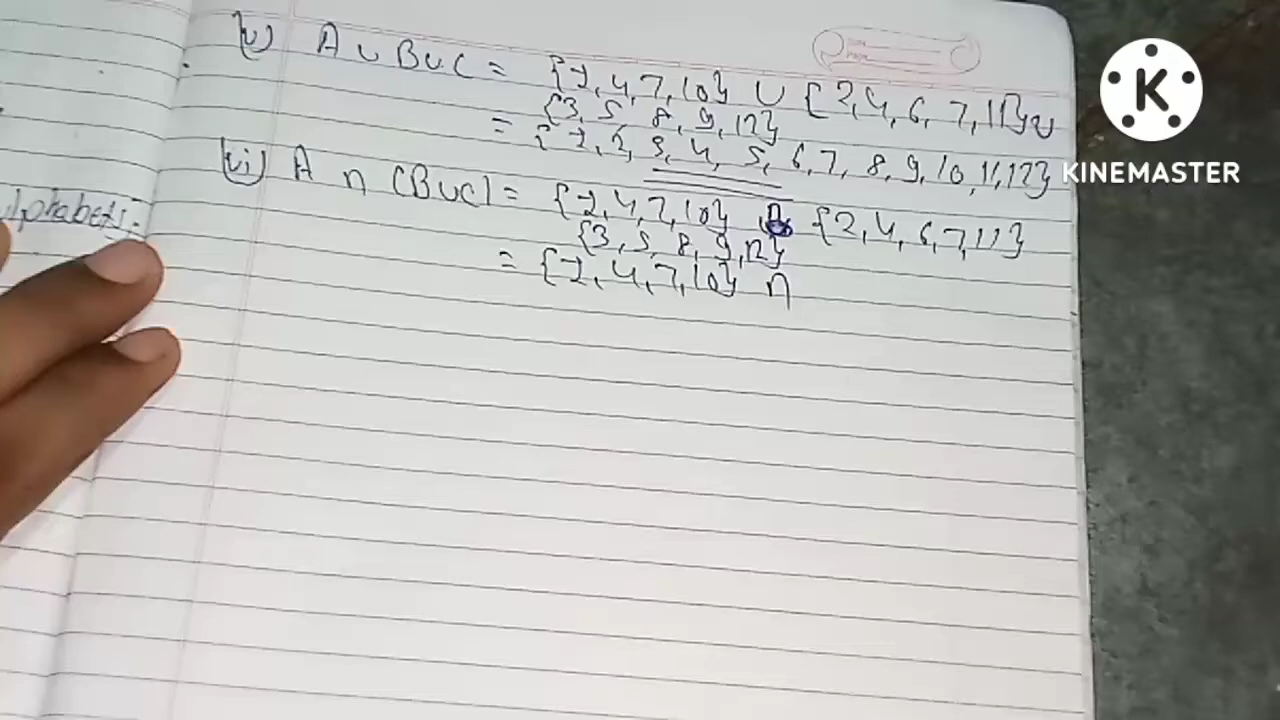 v) A ∪ B ∪ C = {1, 4, 7, 10} ∪ {2, 4, 6, 7, 11} ∪
{3, 5, 8, 9, 12}
= {1, 2, 3, 4, 5, 6, 7, 8, 9, 10, 11, 12}
vi) A ∩ (B ∪ C) = {1, 4, 7, 10} ∩ {2, 4, 6, 7, 11}
{3, 5, 8, 9, 12}
= {1, 4, 7, 10} ∩
alphabets:
KINEMASTER